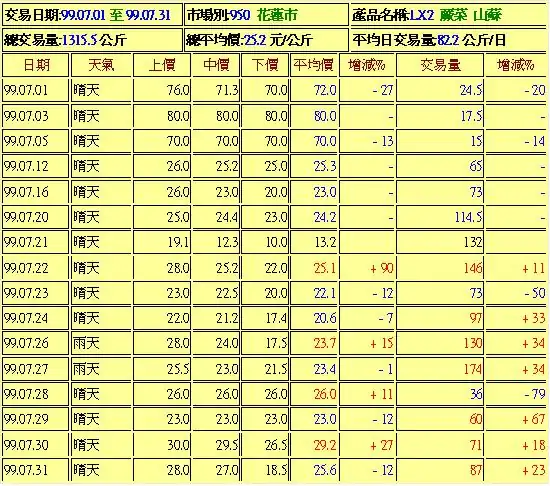 交易日期:99.07.01 至 99.07.31 市場別:950 花蓮市 產品名稱:LX2 蕨菜 山蘇
總交易量:1315.5 公斤 總平均價:25.2 元/公斤 平均日交易量:82.2 公斤/日
日期 天氣 上價 中價 下價 平均價 增減% 交易量 增減%
99.07.01 晴天 76.0 71.3 70.0 72.0 - 27 24.5 - 20
99.07.03 晴天 80.0 80.0 80.0 80.0 - 17.5 -
99.07.05 晴天 70.0 70.0 70.0 70.0 - 13 15 - 14
99.07.12 晴天 26.0 25.2 25.0 25.3 - 65 -
99.07.16 晴天 26.0 23.0 20.0 23.0 - 73 -
99.07.20 晴天 25.0 24.4 23.0 24.2 - 114.5 -
99.07.21 晴天 19.1 12.3 10.0 13.2 132
99.07.22 晴天 28.0 25.2 22.0 25.1 + 90 146 + 11
99.07.23 晴天 23.0 22.5 20.0 22.1 - 12 73 - 50
99.07.24 晴天 22.0 21.2 17.4 20.6 - 7 97 + 33
99.07.26 雨天 28.0 24.0 17.5 23.7 + 15 130 + 34
99.07.27 雨天 25.5 23.0 21.5 23.4 - 1 174 + 34
99.07.28 晴天 26.0 26.0 26.0 26.0 + 11 36 - 79
99.07.29 晴天 23.0 23.0 23.0 23.0 - 12 60 + 67
99.07.30 晴天 30.0 29.5 26.5 29.2 + 27 71 + 18
99.07.31 晴天 28.0 27.0 18.5 25.6 - 12 87 + 23